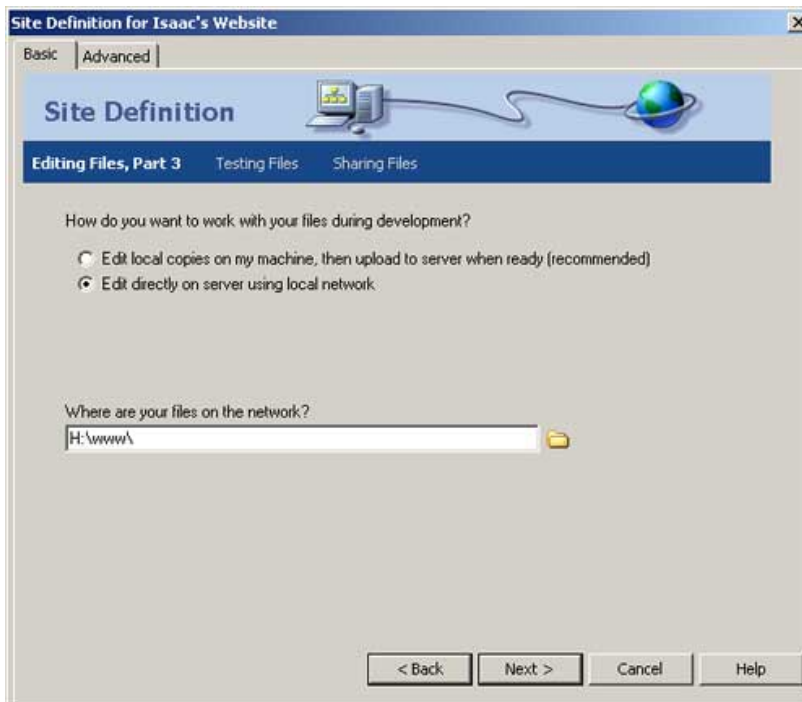 Site Definition for Isaac's Website
Basic Advanced
Site Definition
Editing Files, Part 3 Testing Files Sharing Files
How do you want to work with your files during development?
Edit local copies on my machine, then upload to server when ready (recommended)
Edit directly on server using local network
Where are your files on the network?
H:\www\
< Back Next > Cancel Help